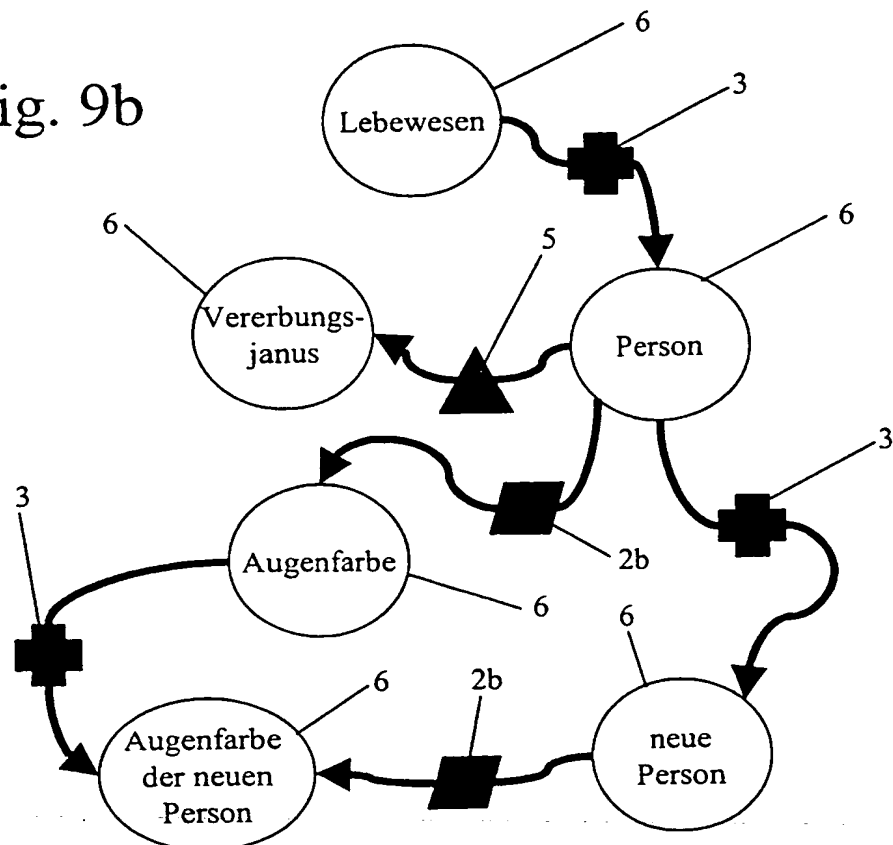 ig. 9b
6
Lebewesen
3
6
6
5
Vererbungs-
janus
Person
3
3
Augenfarbe
2b
6
6
6
2b
Augenfarbe
der neuen
Person
neue
Person